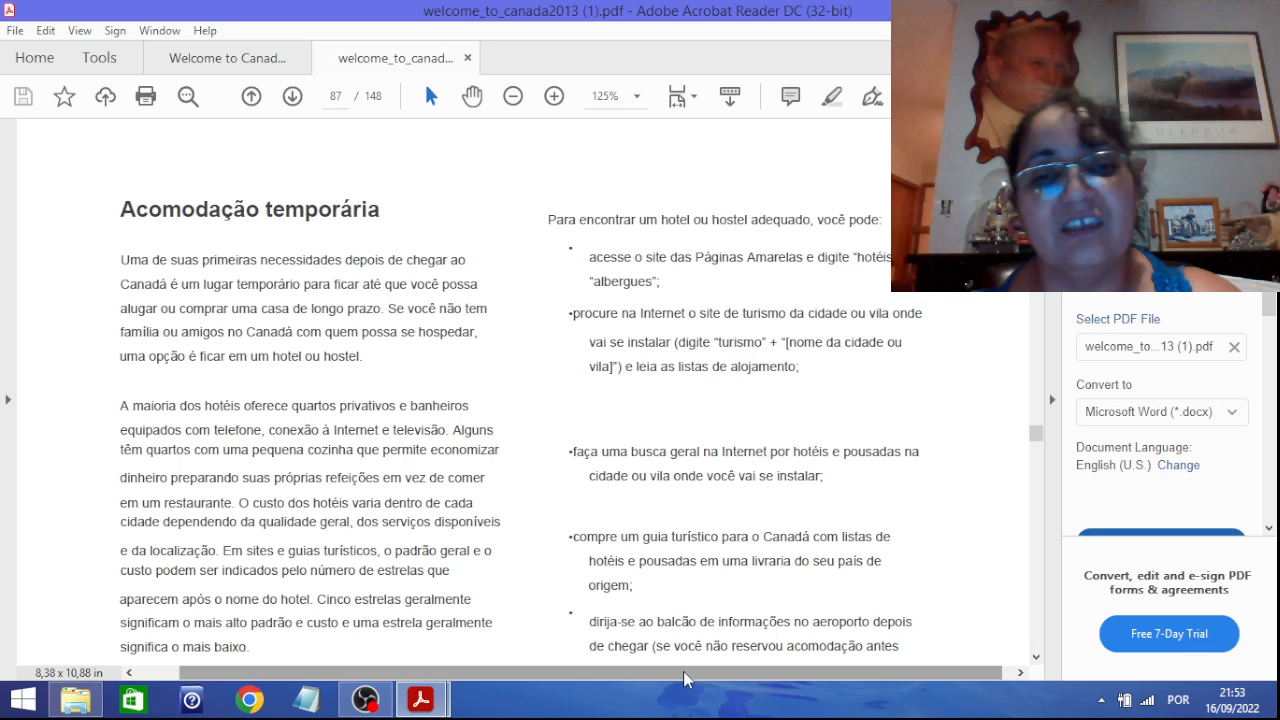 welcome_to_canada2013 (1).pdf - Adobe Acrobat Reader DC (32-bit)
File Edit View Sign Window Help
Home Tools Welcome to Canad... welcome_to_canad... ×
87 / 148 125%
Acomodação temporária
Uma de suas primeiras necessidades depois de chegar ao
Canadá é um lugar temporário para ficar até que você possa
alugar ou comprar uma casa de longo prazo. Se você não tem
família ou amigos no Canadá com quem possa se hospedar,
uma opção é ficar em um hotel ou hostel.
A maioria dos hotéis oferece quartos privativos e banheiros
equipados com telefone, conexão à Internet e televisão. Alguns
têm quartos com uma pequena cozinha que permite economizar
dinheiro preparando suas próprias refeições em vez de comer
em um restaurante. O custo dos hotéis varia dentro de cada
cidade dependendo da qualidade geral, dos serviços disponíveis
e da localização. Em sites e guias turísticos, o padrão geral e o
custo podem ser indicados pelo número de estrelas que
aparecem após o nome do hotel. Cinco estrelas geralmente
significam o mais alto padrão e custo e uma estrela geralmente
significa o mais baixo.
Para encontrar um hotel ou hostel adequado, você pode:
•
acesse o site das Páginas Amarelas e digite “hotéis
“albergues”;
•procure na Internet o site de turismo da cidade ou vila onde
vai se instalar (digite “turismo” + “[nome da cidade ou
vila]”) e leia as listas de alojamento;
•faça uma busca geral na Internet por hotéis e pousadas na
cidade ou vila onde você vai se instalar;
•compre um guia turístico para o Canadá com listas de
hotéis e pousadas em uma livraria do seu país de
origem;
•
dirija-se ao balcão de informações no aeroporto depois
de chegar (se você não reservou acomodação antes
Select PDF File
welcome_to...13 (1).pdf
Convert to
Microsoft Word (*.docx)
Document Language:
English (U.S.) Change
Convert, edit and e-sign PDF
forms & agreements
Free 7-Day Trial
8,38 x 10,88 in
POR
21:53
16/09/2022